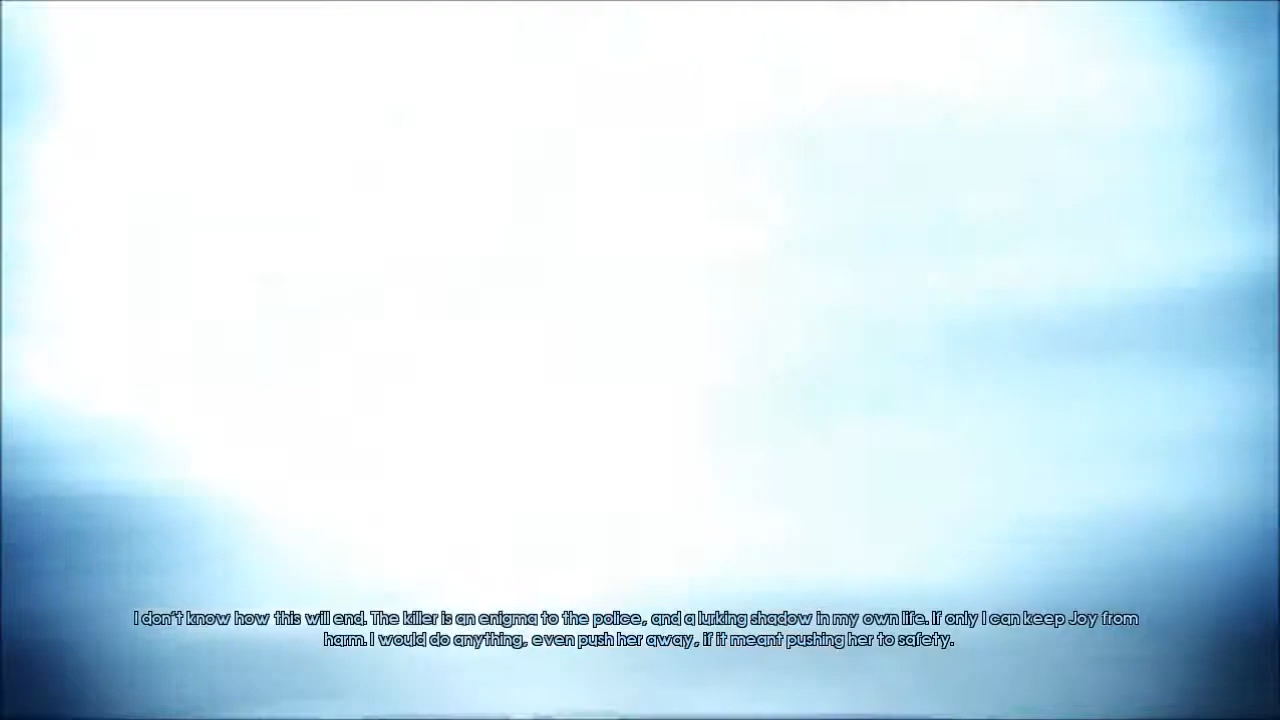 I don't know how this will end. The killer is an enigma to the police, and a lurking shadow in my own life. If only I can keep Joy from
harm. I would do anything, even push her away, if it meant pushing her to safety.